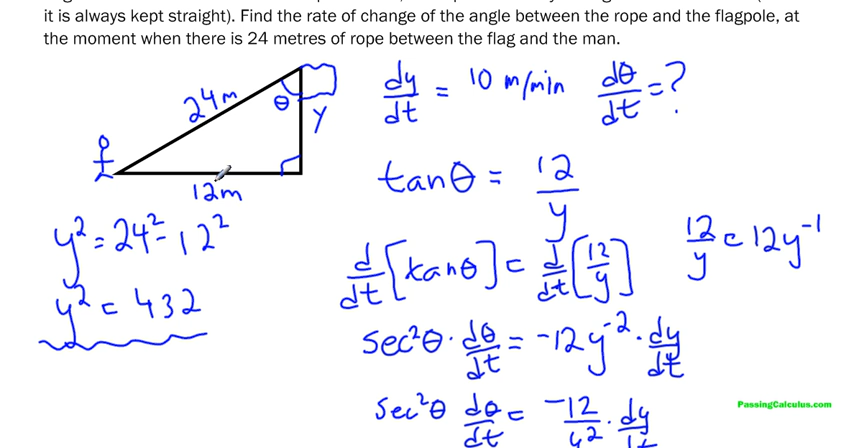 it is always kept straight). Find the rate of change of the angle between the rope and the flagpole, at
the moment when there is 24 metres of rope between the flag and the man.
24m
θ
y
12m
dy/dt = 10 m/min dθ/dt = ?
tanθ = 12/y
y² = 24² - 12²
y² = 432
d/dt [tanθ] = d/dt [12/y]
12/y = 12y⁻¹
sec²θ · dθ/dt = -12y⁻² · dy/dt
sec²θ dθ/dt = -12/y² · dy/dt
PassingCalculus.com